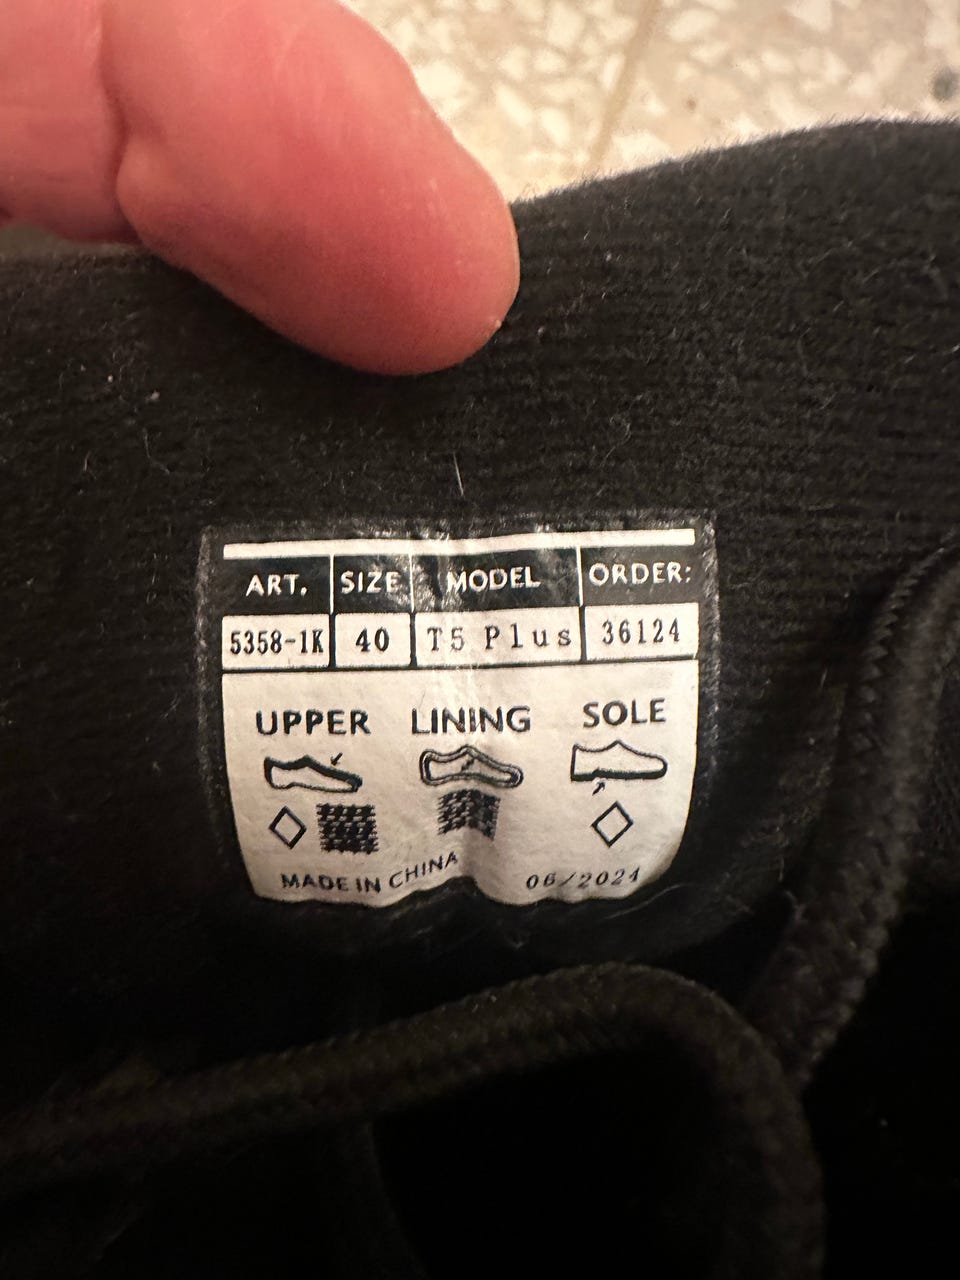 ART. SIZE MODEL ORDER:
5358-1K 40 T5 Plus 36124
UPPER LINING SOLE
MADE IN CHINA 06/2024